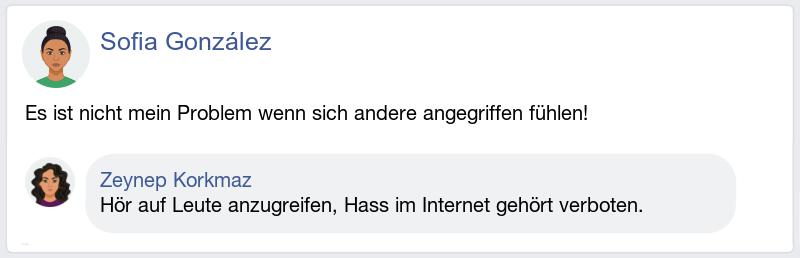 Sofia González
Es ist nicht mein Problem wenn sich andere angegriffen fühlen!
Zeynep Korkmaz
Hör auf Leute anzugreifen, Hass im Internet gehört verboten.